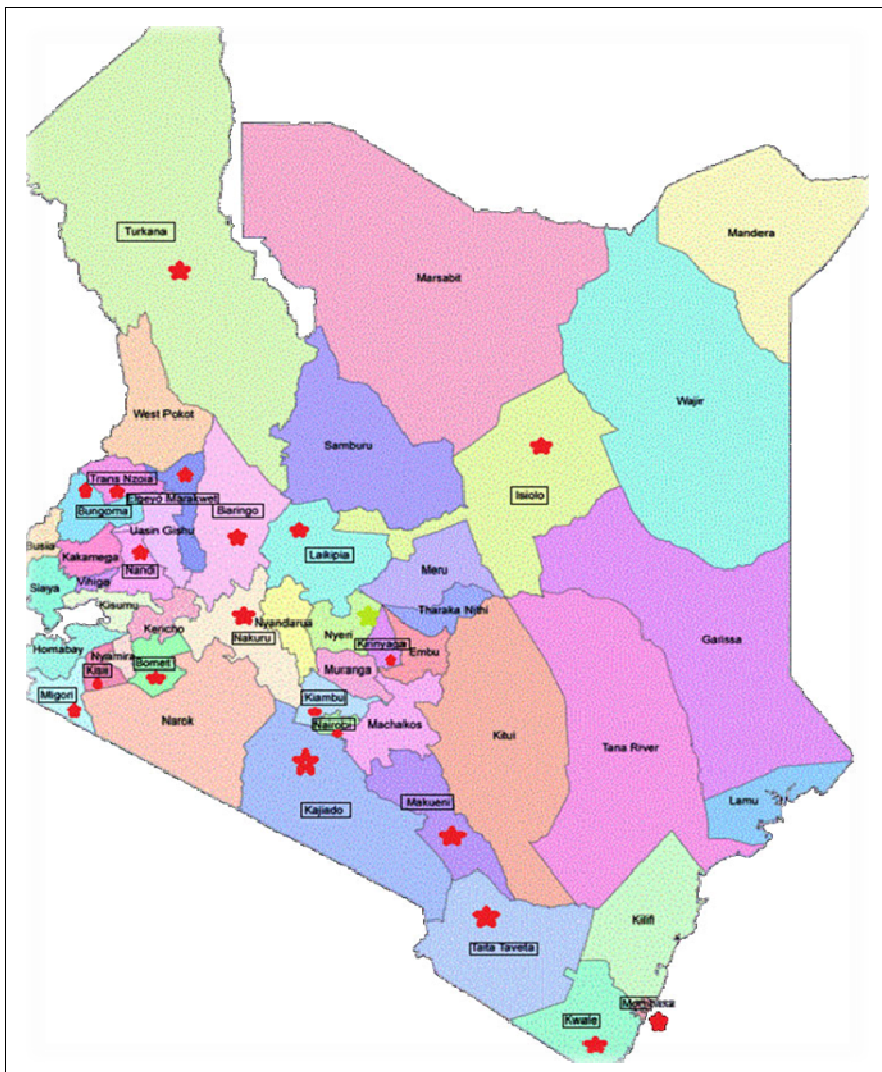 Turkana
Mandera
Marsabit
Wajir
West Pokot
Samburu
Trans Nzoia
Elgeyo Marakwet
Isiolo
Bungoma
Baringo
Uasin Gishu
Busia
Kakamega
Laikipia
Nandi
Meru
Vihiga
Siaya
Kisumu
Tharaka Nithi
Nyandarua
Kericho
Nyeri
Nakuru
Garissa
Kirinyaga
Homabay
Nyamira
Embu
Bomet
Kisii
Muranga
Migori
Kiambu
Narok
Nairobi
Machakos
Kitui
Tana River
Lamu
Makueni
Kajiado
Kilifi
Taita Taveta
Mombasa
Kwale